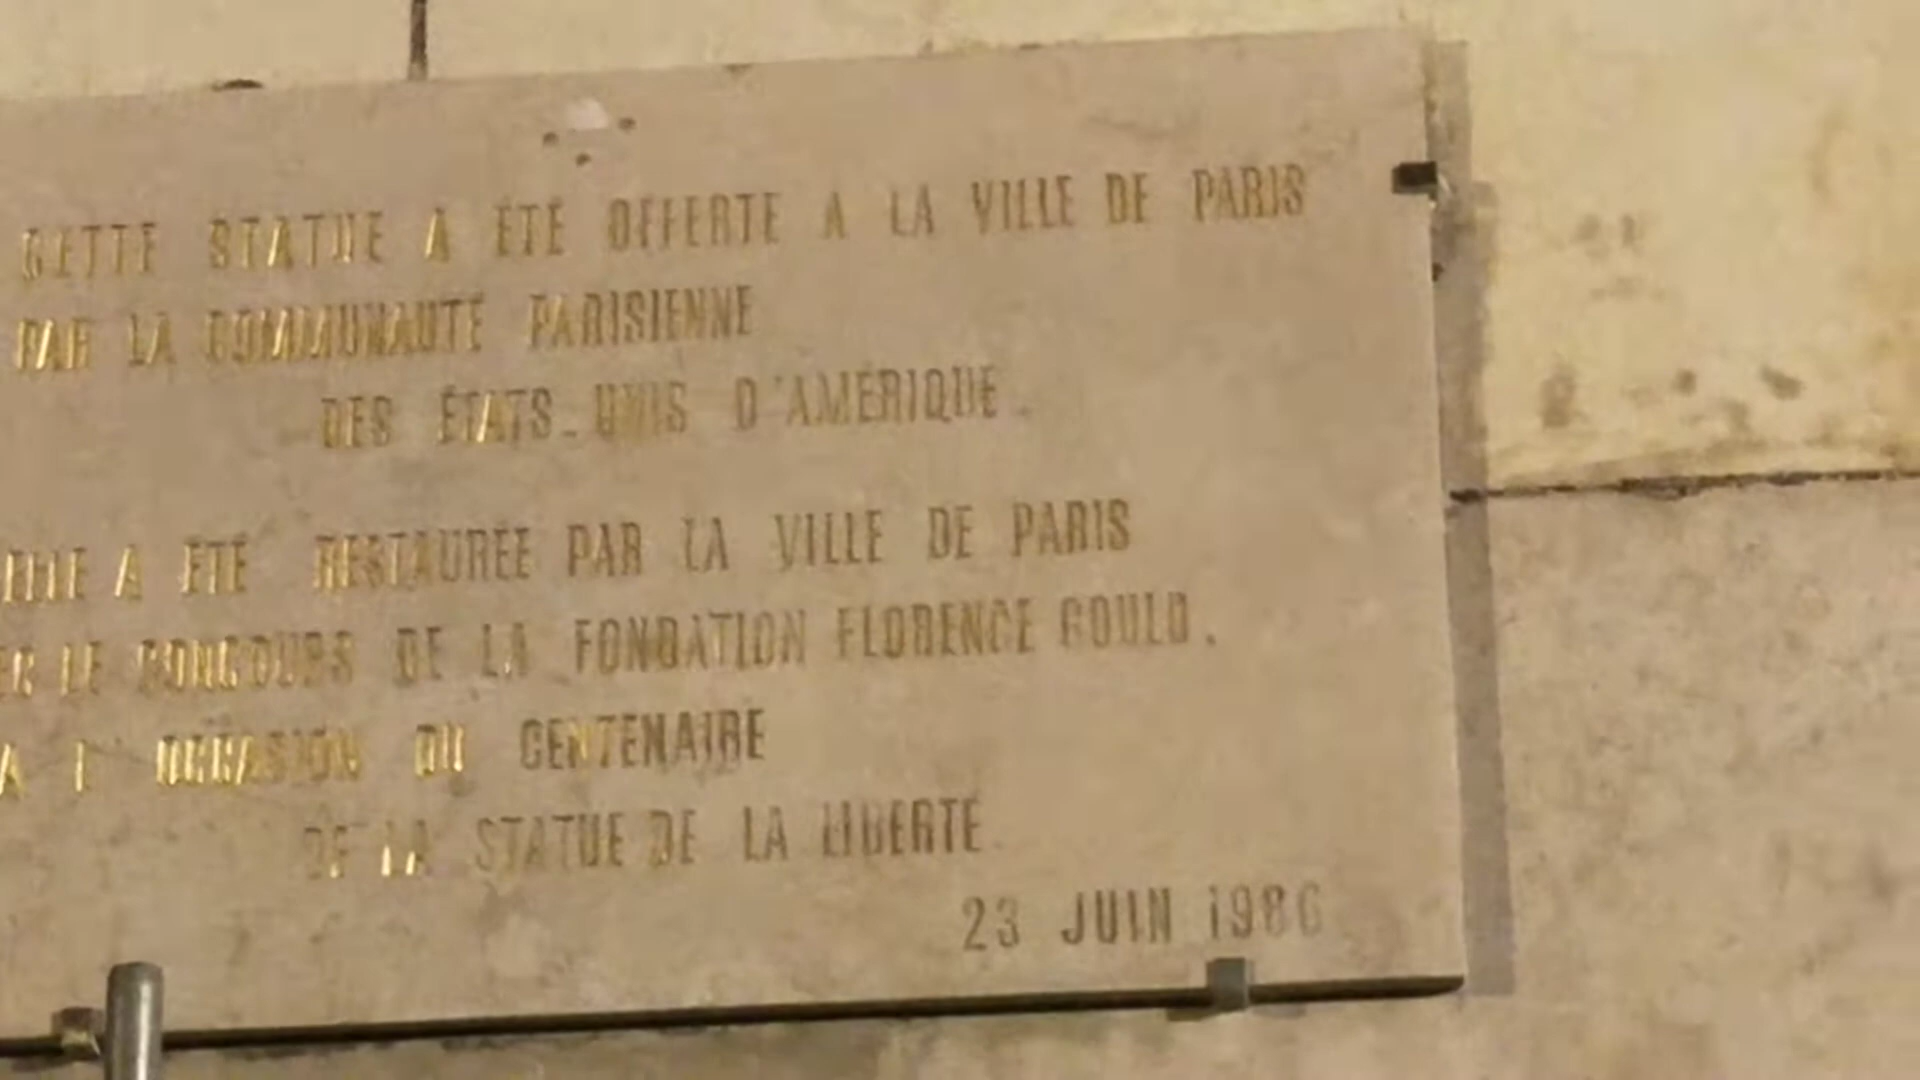 CETTE STATUE A ÉTÉ OFFERTE A LA VILLE DE PARIS
PAR LA COMMUNAUTÉ PARISIENNE
DES ÉTATS-UNIS D'AMÉRIQUE.
ELLE A ÉTÉ RESTAURÉE PAR LA VILLE DE PARIS
LE CONCOURS DE LA FONDATION FLORENCE GOULD.
A L'OCCASION DU CENTENAIRE
DE LA STATUE DE LA LIBERTÉ
23 JUIN 1986